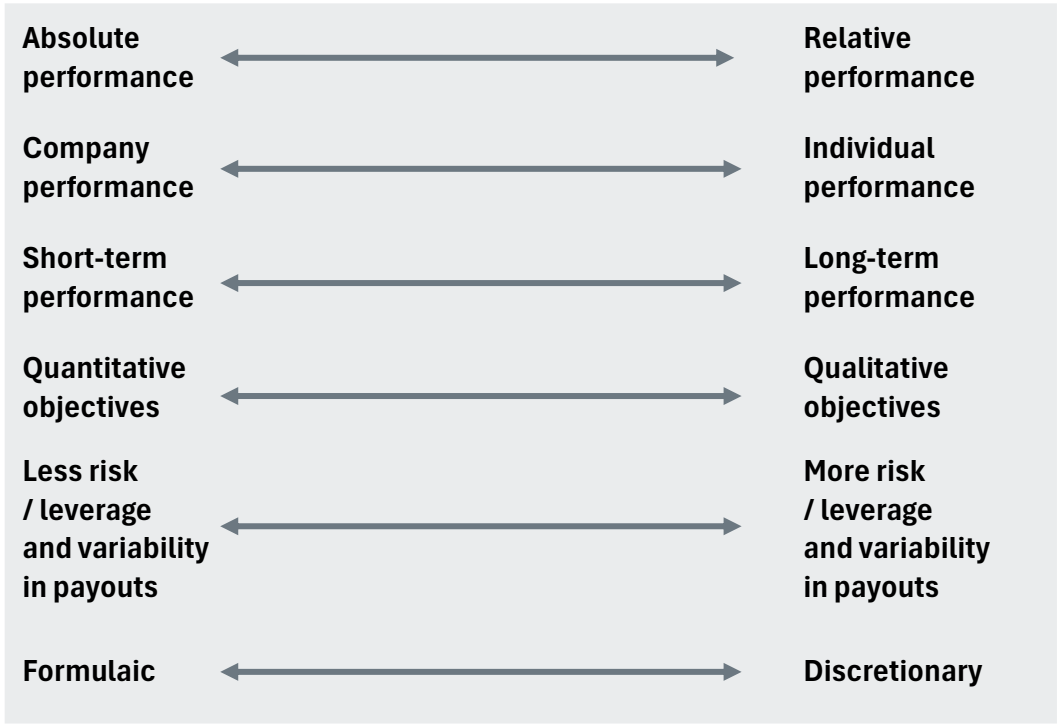 Absolute
performance
Relative
performance
Company
performance
Individual
performance
Short-term
performance
Long-term
performance
Quantitative
objectives
Qualitative
objectives
Less risk
/ leverage
and variability
in payouts
More risk
/ leverage
and variability
in payouts
Formulaic
Discretionary